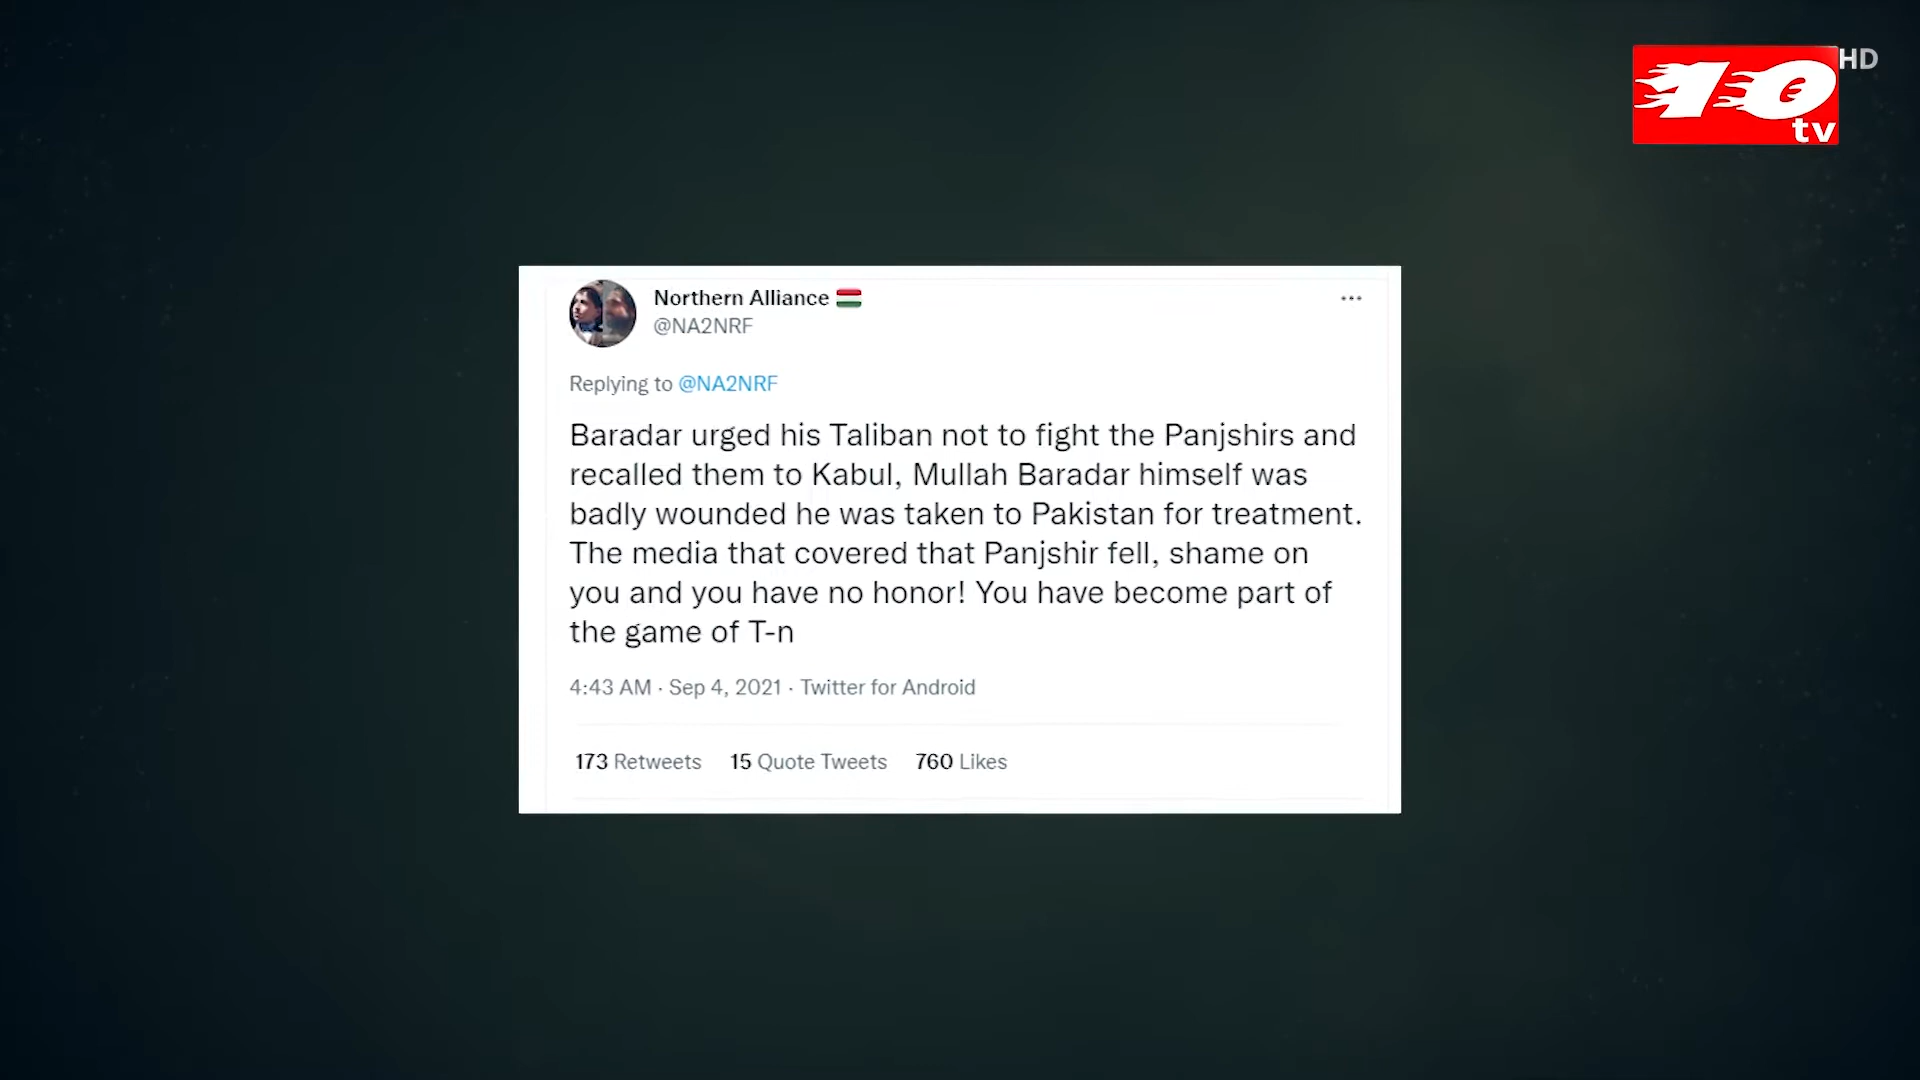 10
tv
HD
Northern Alliance
@NA2NRF
Replying to @NA2NRF
Baradar urged his Taliban not to fight the Panjshirs and
recalled them to Kabul, Mullah Baradar himself was
badly wounded he was taken to Pakistan for treatment.
The media that covered that Panjshir fell, shame on
you and you have no honor! You have become part of
the game of T-n
4:43 AM · Sep 4, 2021 · Twitter for Android
173 Retweets 15 Quote Tweets 760 Likes